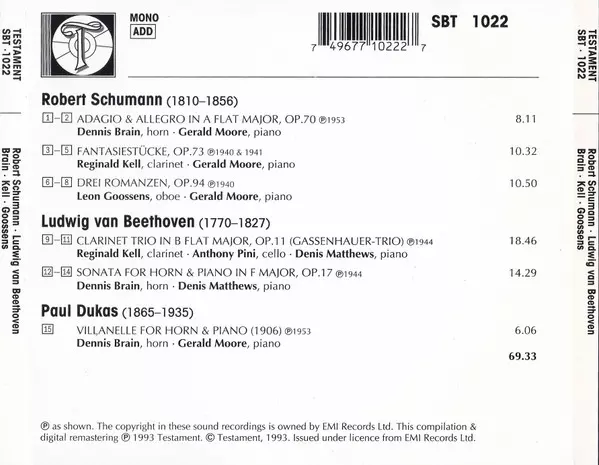 TESTAMENT
SBT · 1022
Robert Schumann · Ludwig van Beethoven
Brain · Kell · Goossens
T
MONO
ADD
SBT 1022
7 49677 10222 7
Robert Schumann (1810–1856)
1–2 ADAGIO & ALLEGRO IN A FLAT MAJOR, OP.70 ℗1953 8.11
Dennis Brain, horn · Gerald Moore, piano
3–5 FANTASIESTÜCKE, OP.73 ℗1940 & 1941 10.32
Reginald Kell, clarinet · Gerald Moore, piano
6–8 DREI ROMANZEN, OP.94 ℗1940 10.50
Leon Goossens, oboe · Gerald Moore, piano
Ludwig van Beethoven (1770–1827)
9–11 CLARINET TRIO IN B FLAT MAJOR, OP.11 (GASSENHAUER-TRIO) ℗1944 18.46
Reginald Kell, clarinet · Anthony Pini, cello · Denis Matthews, piano
12–14 SONATA FOR HORN & PIANO IN F MAJOR, OP.17 ℗1944 14.29
Dennis Brain, horn · Denis Matthews, piano
Paul Dukas (1865–1935)
15 VILLANELLE FOR HORN & PIANO (1906) ℗1953 6.06
Dennis Brain, horn · Gerald Moore, piano
69.33
℗ as shown. The copyright in these sound recordings is owned by EMI Records Ltd. This compilation &
digital remastering ℗ 1993 Testament. © Testament, 1993. Issued under licence from EMI Records Ltd.
TESTAMENT
SBT · 1022
Robert Schumann · Ludwig van Beethoven
Brain · Kell · Goossens